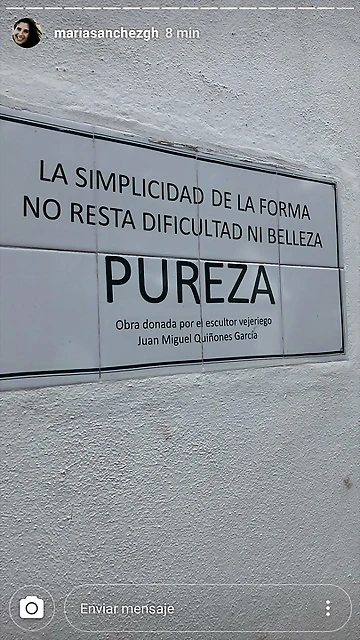 mariasanchezgh 8 min
LA SIMPLICIDAD DE LA FORMA
NO RESTA DIFICULTAD NI BELLEZA
PUREZA
Obra donada por el escultor vejeriego
Juan Miguel Quiñones García
Enviar mensaje